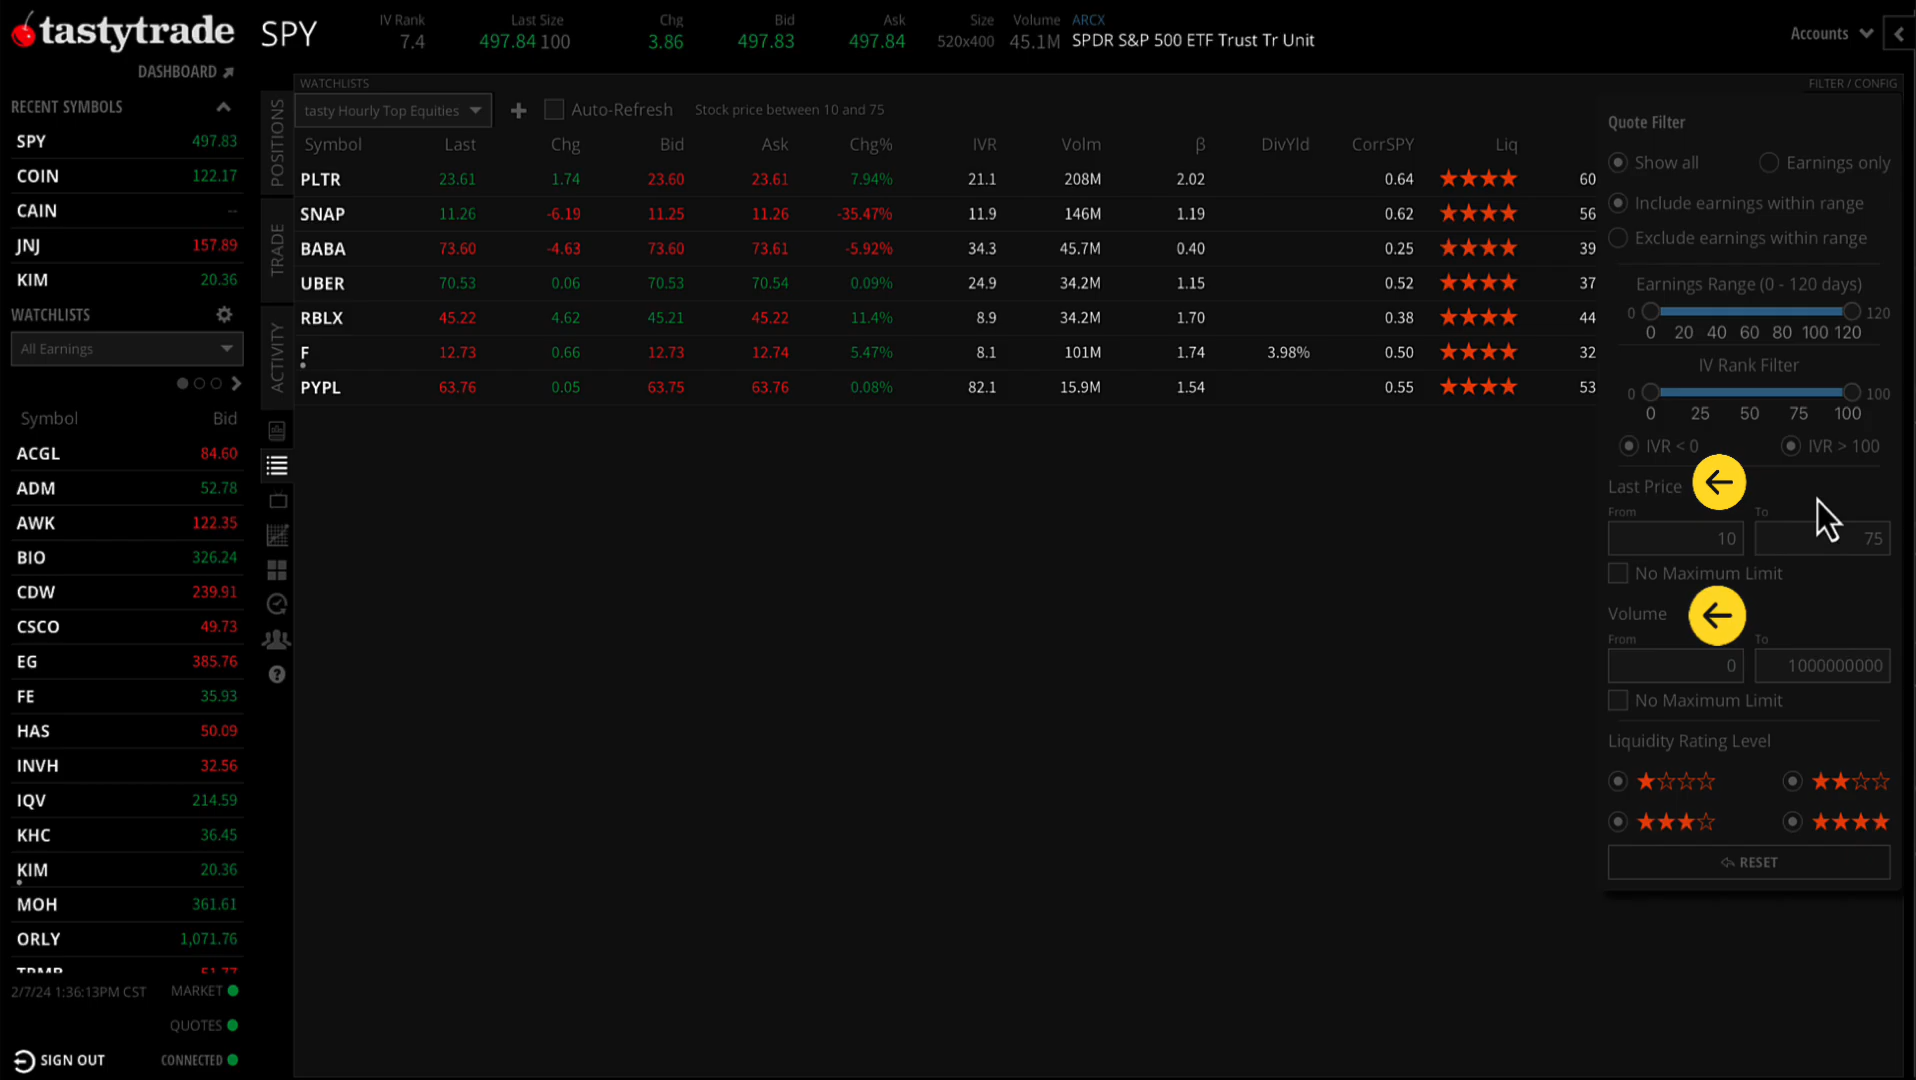 tastytrade
SPY
IV Rank
7.4
Last Size
497.84 100
Chg
3.86
Bid
497.83
Ask
497.84
Size
520x400
Volume
45.1M
ARCX
SPDR S&P 500 ETF Trust Tr Unit
Accounts
DASHBOARD
RECENT SYMBOLS
SPY 497.83
COIN 122.17
CAIN --
JNJ 157.89
KIM 20.36
WATCHLISTS
All Earnings
Symbol Bid
ACGL 84.60
ADM 52.78
AWK 122.35
BIO 326.24
CDW 239.91
CSCO 49.73
EG 385.76
FE 35.93
HAS 50.09
INVH 32.56
IQV 214.59
KHC 36.45
KIM 20.36
MOH 361.61
ORLY 1,071.76
TRMB 51.77
2/7/24 1:36:13PM CST MARKET
QUOTES
SIGN OUT CONNECTED
POSITIONS
TRADE
ACTIVITY
WATCHLISTS
FILTER / CONFIG
tasty Hourly Top Equities
Auto-Refresh
Stock price between 10 and 75
Symbol Last Chg Bid Ask Chg% IVR Volm β DivYld CorrSPY Liq
PLTR 23.61 1.74 23.60 23.61 7.94% 21.1 208M 2.02 0.64 ★★★★ 60
SNAP 11.26 -6.19 11.25 11.26 -35.47% 11.9 146M 1.19 0.62 ★★★★ 56
BABA 73.60 -4.63 73.60 73.61 -5.92% 34.3 45.7M 0.40 0.25 ★★★★ 39
UBER 70.53 0.06 70.53 70.54 0.09% 24.9 34.2M 1.15 0.52 ★★★★ 37
RBLX 45.22 4.62 45.21 45.22 11.4% 8.9 34.2M 1.70 0.38 ★★★★ 44
F 12.73 0.66 12.73 12.74 5.47% 8.1 101M 1.74 3.98% 0.50 ★★★★ 32
PYPL 63.76 0.05 63.75 63.76 0.08% 82.1 15.9M 1.54 0.55 ★★★★ 53
Quote Filter
Show all Earnings only
Include earnings within range
Exclude earnings within range
Earnings Range (0 - 120 days)
0 120
0 20 40 60 80 100 120
IV Rank Filter
0 100
0 25 50 75 100
IVR < 0 IVR > 100
Last Price
From To
10 75
No Maximum Limit
Volume
From To
0 1000000000
No Maximum Limit
Liquidity Rating Level
★☆☆☆ ★★☆☆
★★★☆ ★★★★
RESET